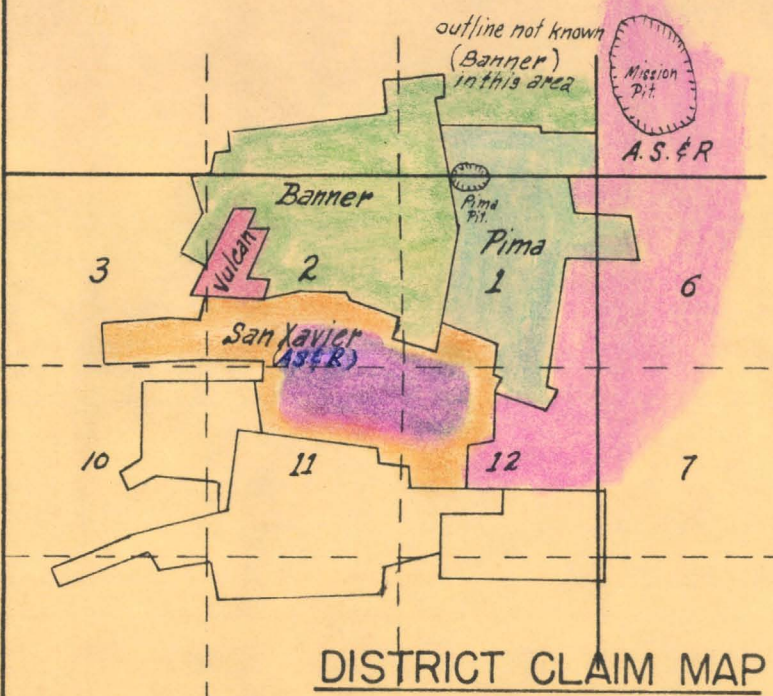 outline not known
(Banner)
in this area
Mission
Pit.
A.S. & R
Banner
Pima
Pit.
Pima
Vulcan
3
2
1
6
San Xavier
(AS&R)
10
11
12
7
DISTRICT CLAIM MAP